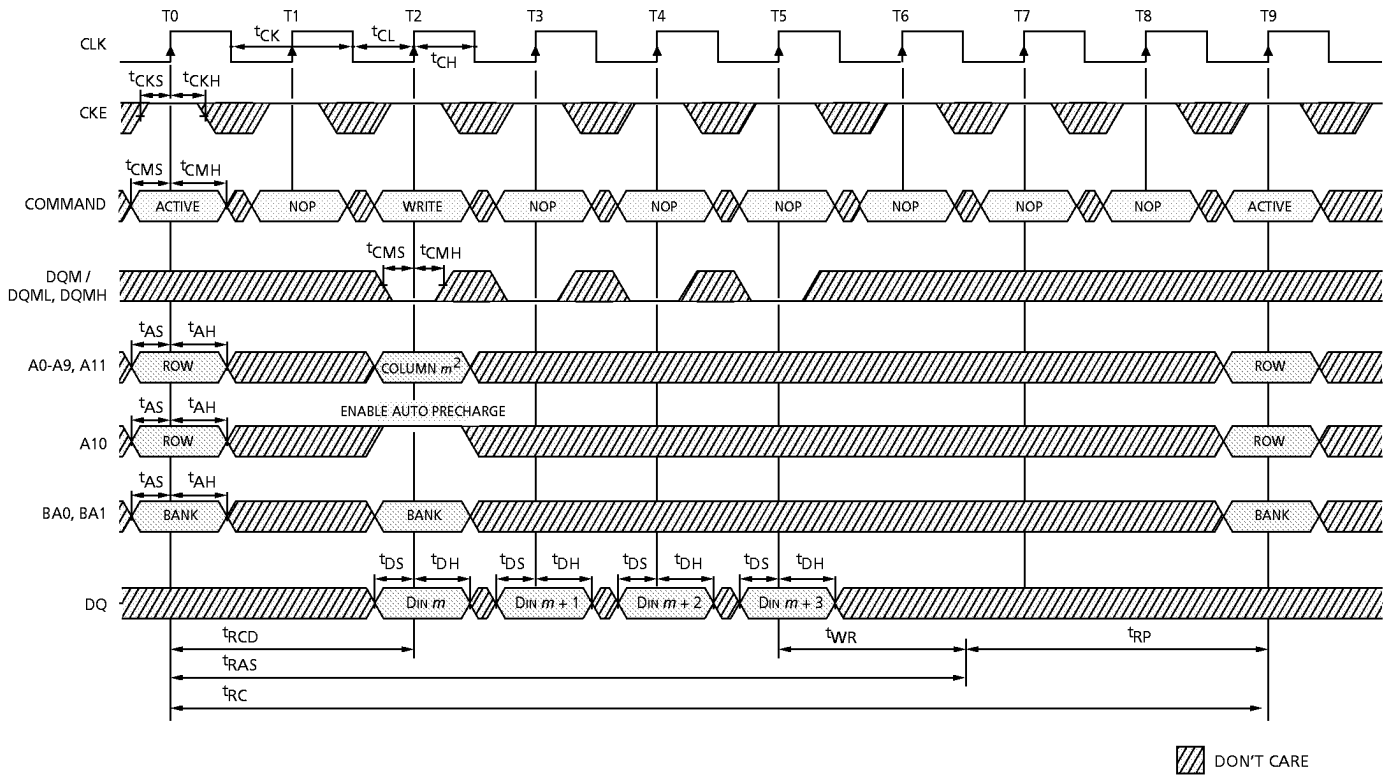 T0 T1 T2 T3 T4 T5 T6 T7 T8 T9
CLK
tCK tCL
tCH
tCKS tCKH
CKE
tCMS tCMH
COMMAND ACTIVE NOP WRITE NOP NOP NOP NOP NOP NOP ACTIVE
tCMS tCMH
DQM /
DQML, DQMH
tAS tAH
A0-A9, A11 ROW COLUMN m2 ROW
tAS tAH ENABLE AUTO PRECHARGE
A10 ROW ROW
tAS tAH
BA0, BA1 BANK BANK BANK
tDS tDH tDS tDH tDS tDH tDS tDH
DQ DIN m DIN m + 1 DIN m + 2 DIN m + 3
tRCD tWR tRP
tRAS
tRC
DON'T CARE